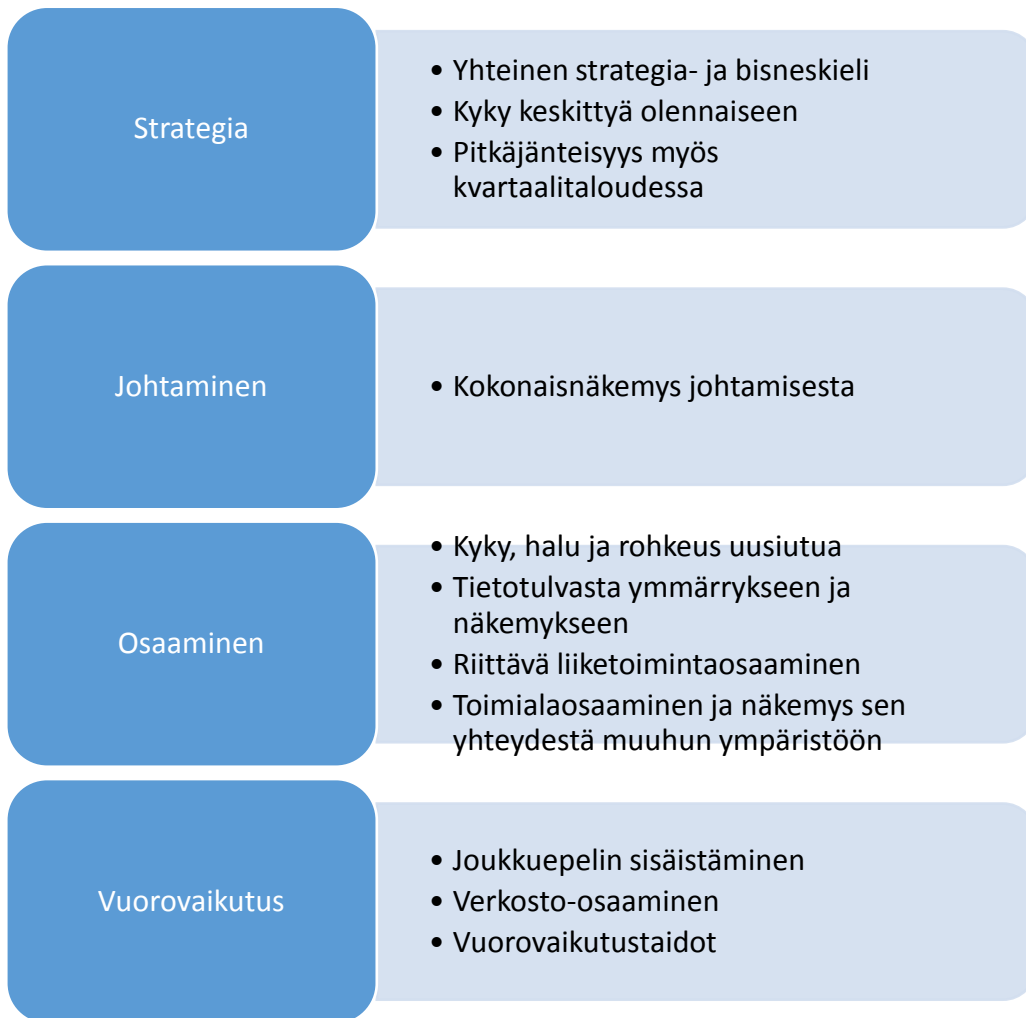 Strategia
• Yhteinen strategia- ja bisneskieli
• Kyky keskittyä olennaiseen
• Pitkäjänteisyys myös
kvartaalitaloudessa
Johtaminen
• Kokonaisnäkemys johtamisesta
Osaaminen
• Kyky, halu ja rohkeus uusiutua
• Tietotulvasta ymmärrykseen ja
näkemykseen
• Riittävä liiketoimintaosaaminen
• Toimialaosaaminen ja näkemys sen
yhteydestä muuhun ympäristöön
Vuorovaikutus
• Joukkuepelin sisäistäminen
• Verkosto-osaaminen
• Vuorovaikutustaidot